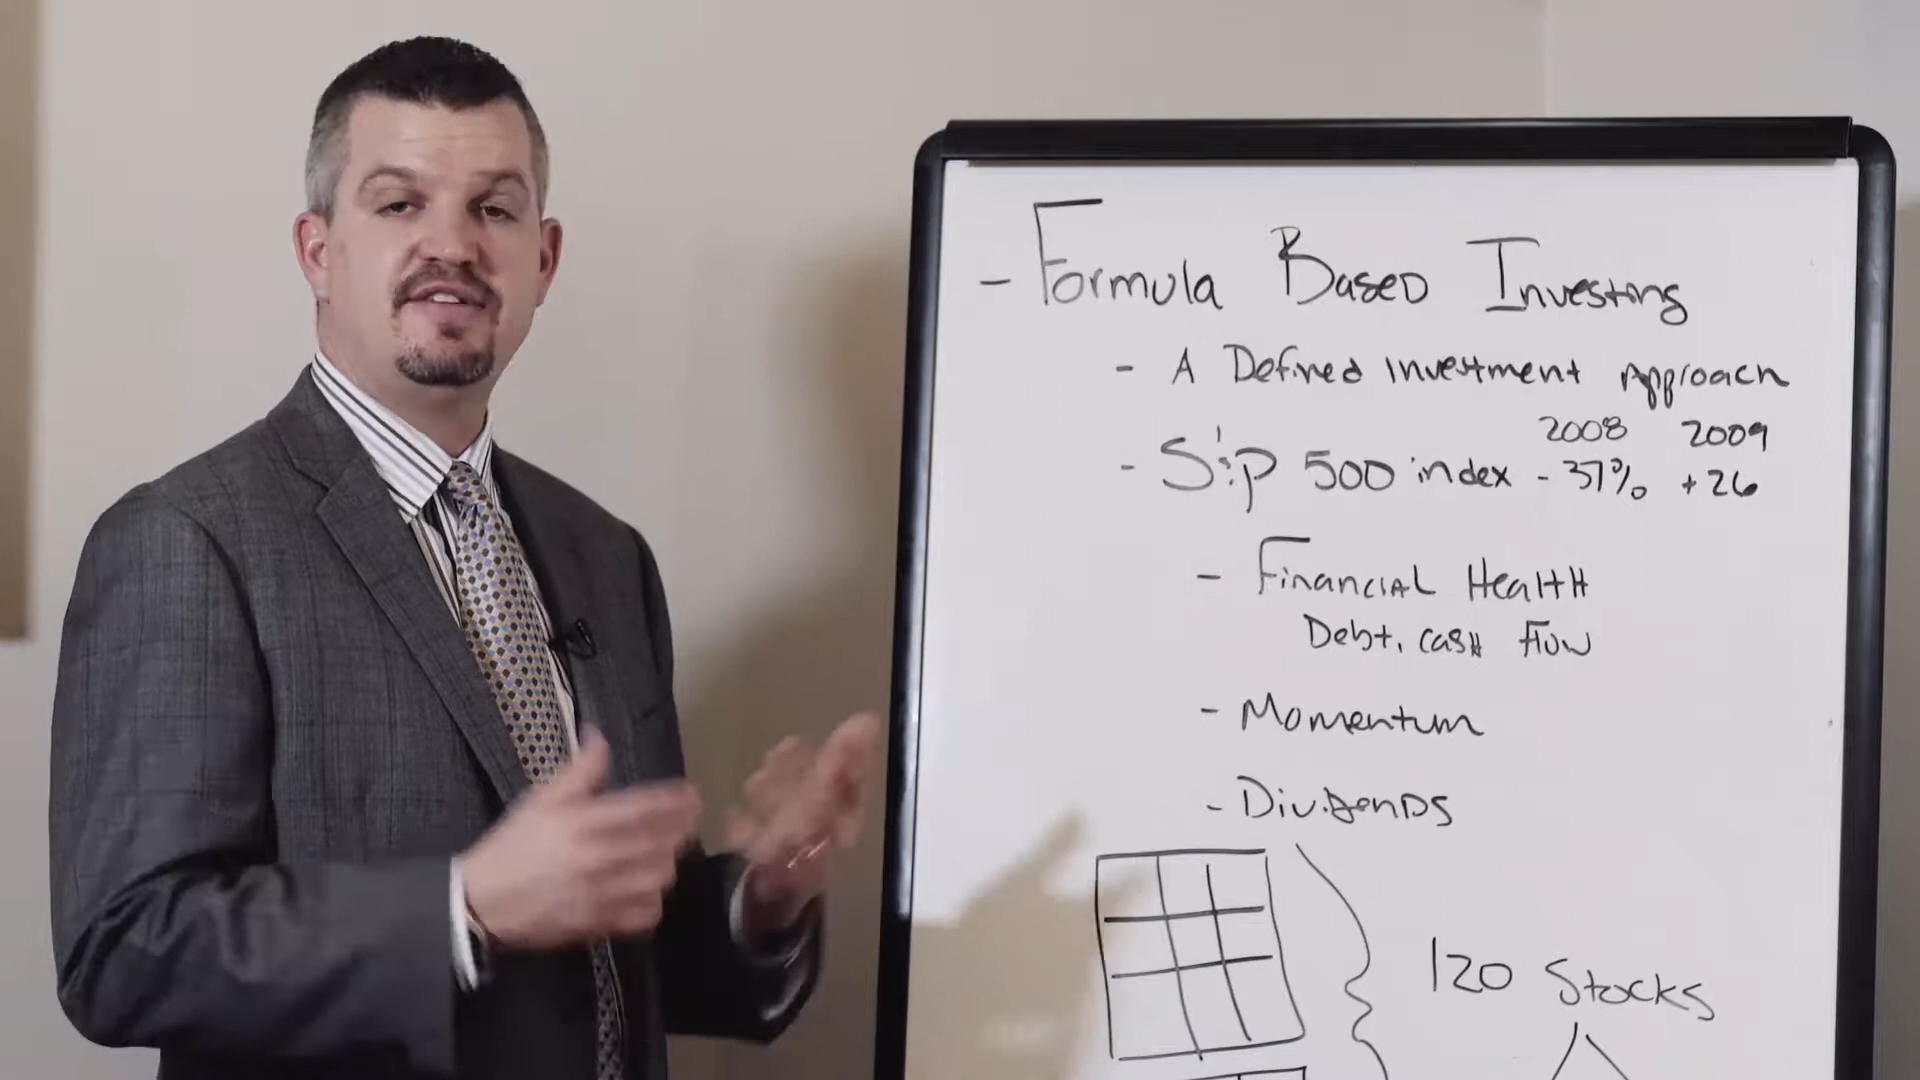 - Formula Based Investing
- A Defined Investment Approach
2008 2009
- S&P 500 index -37% +26
- Financial Health
Debt, cash flow
- Momentum
- Dividends
120 Stocks